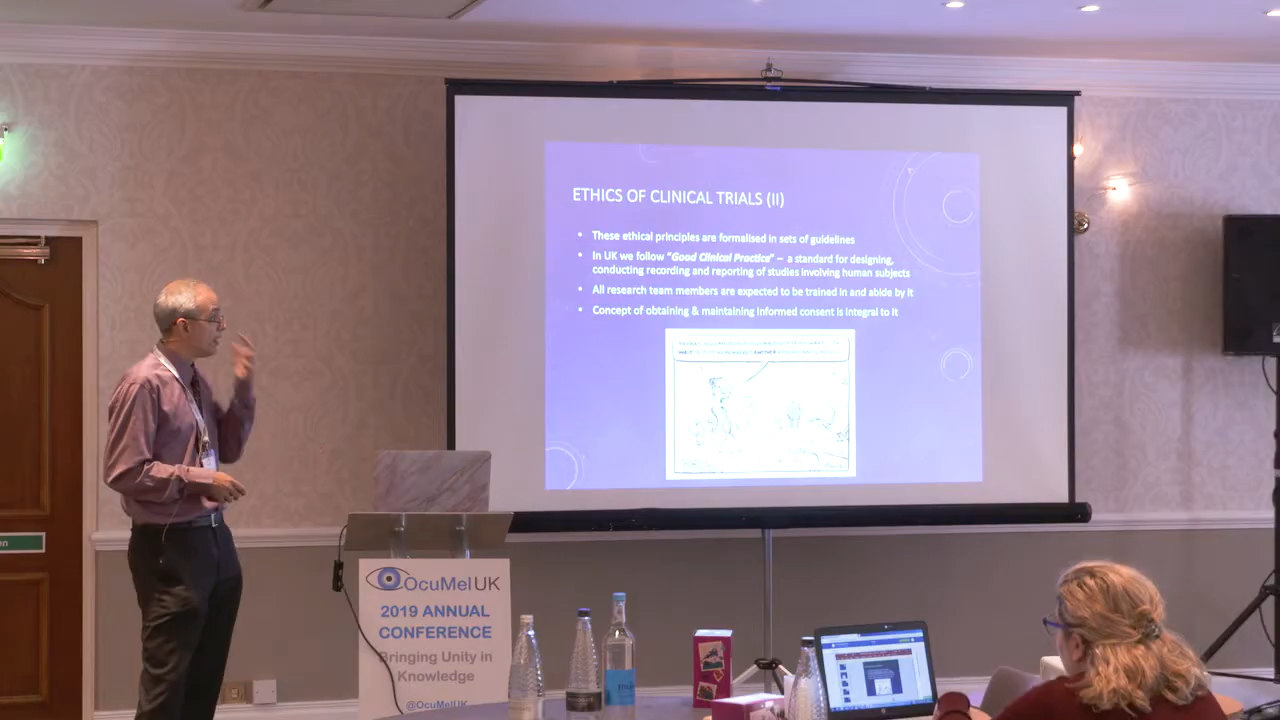 ETHICS OF CLINICAL TRIALS (II)
• These ethical principles are formalised in sets of guidelines
• In UK we follow "Good Clinical Practice" – a standard for designing,
conducting recording and reporting of studies involving human subjects
• All research team members are expected to be trained in and abide by it
• Concept of obtaining & maintaining informed consent is integral to it
OcuMelUK
2019 ANNUAL
CONFERENCE
Bringing Unity in
Knowledge
@OcuMelUK